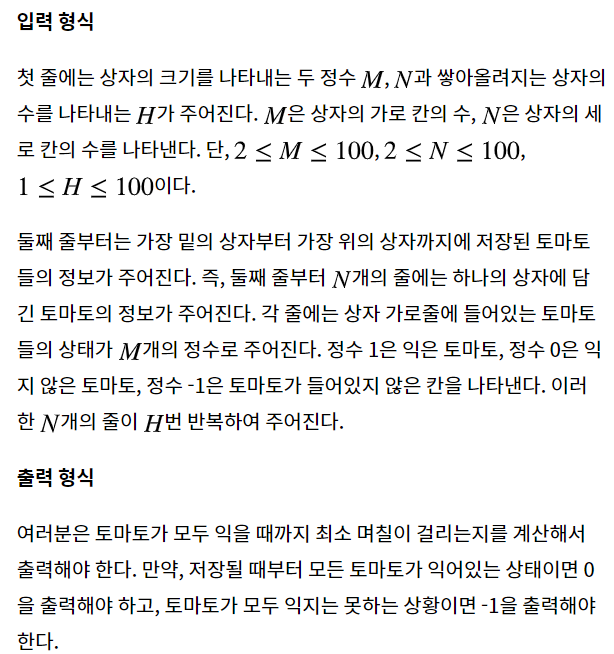 입력 형식
첫 줄에는 상자의 크기를 나타내는 두 정수 M, N과 쌓아올려지는 상자의
수를 나타내는 H가 주어진다. M은 상자의 가로 칸의 수, N은 상자의 세
로 칸의 수를 나타낸다. 단, 2 ≤ M ≤ 100, 2 ≤ N ≤ 100,
1 ≤ H ≤ 100이다.
둘째 줄부터는 가장 밑의 상자부터 가장 위의 상자까지에 저장된 토마토
들의 정보가 주어진다. 즉, 둘째 줄부터 N개의 줄에는 하나의 상자에 담
긴 토마토의 정보가 주어진다. 각 줄에는 상자 가로줄에 들어있는 토마토
들의 상태가 M개의 정수로 주어진다. 정수 1은 익은 토마토, 정수 0은 익
지 않은 토마토, 정수 -1은 토마토가 들어있지 않은 칸을 나타낸다. 이러
한 N개의 줄이 H번 반복하여 주어진다.
출력 형식
여러분은 토마토가 모두 익을 때까지 최소 며칠이 걸리는지를 계산해서
출력해야 한다. 만약, 저장될 때부터 모든 토마토가 익어있는 상태이면 0
을 출력해야 하고, 토마토가 모두 익지는 못하는 상황이면 -1을 출력해야
한다.